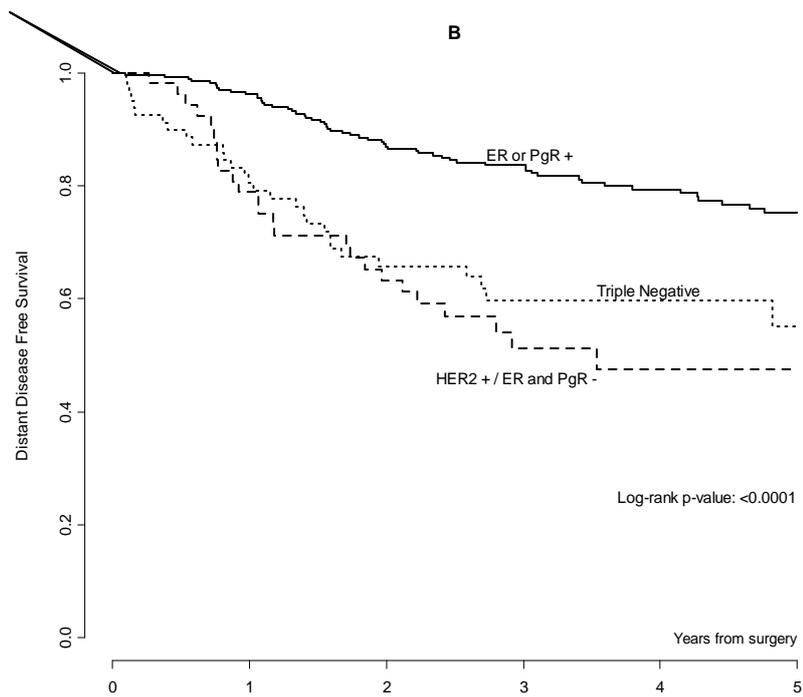 B
1.0
0.8
0.6
0.4
0.2
0.0
Distant Disease Free Survival
ER or PgR +
Triple Negative
HER2 + / ER and PgR -
Log-rank p-value: <0.0001
Years from surgery
0 1 2 3 4 5